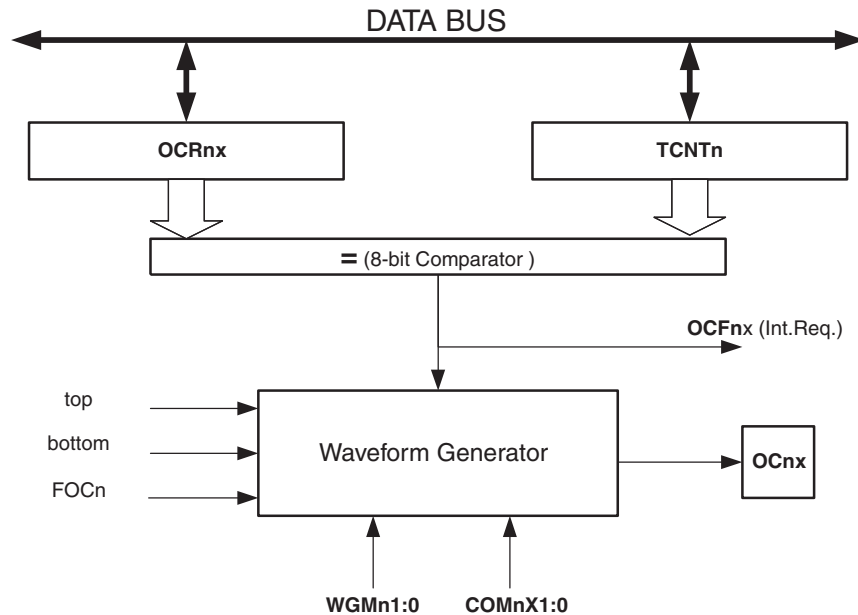 DATA BUS
OCRnx
TCNTn
= (8-bit Comparator )
OCFnx (Int.Req.)
top
bottom
FOCn
Waveform Generator
OCnx
WGMn1:0
COMnX1:0